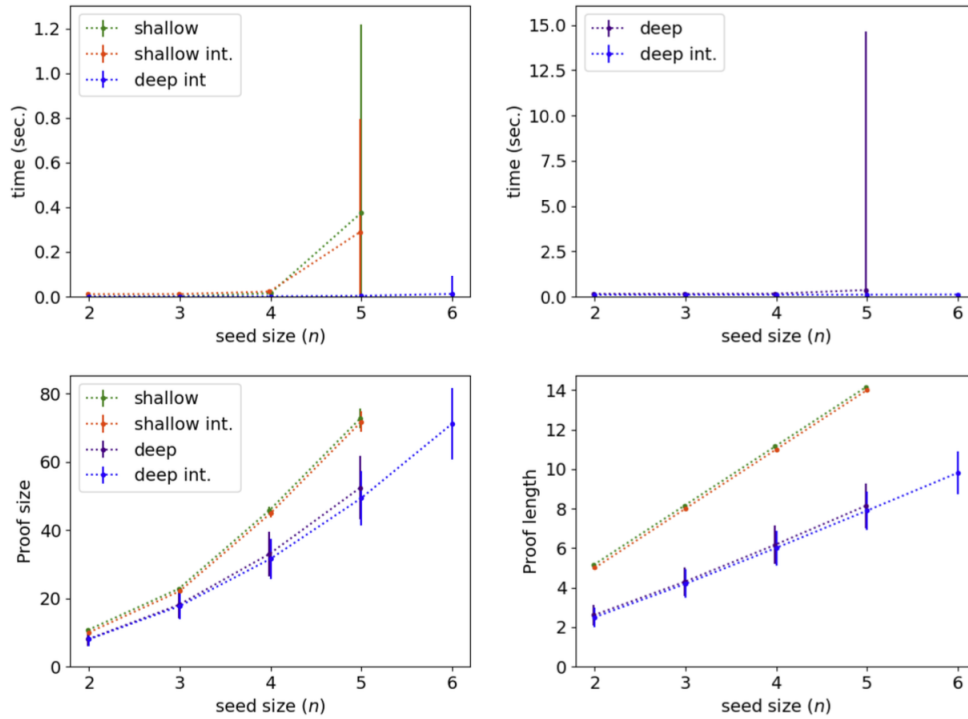 1.2
1.0
0.8
0.6
0.4
0.2
0.0
time (sec.)
shallow
shallow int.
deep int
2 3 4 5 6
seed size (n)
15.0
12.5
10.0
7.5
5.0
2.5
0.0
time (sec.)
deep
deep int.
2 3 4 5 6
seed size (n)
80
60
40
20
0
Proof size
shallow
shallow int.
deep
deep int.
2 3 4 5 6
seed size (n)
14
12
10
8
6
4
2
0
Proof length
2 3 4 5 6
seed size (n)